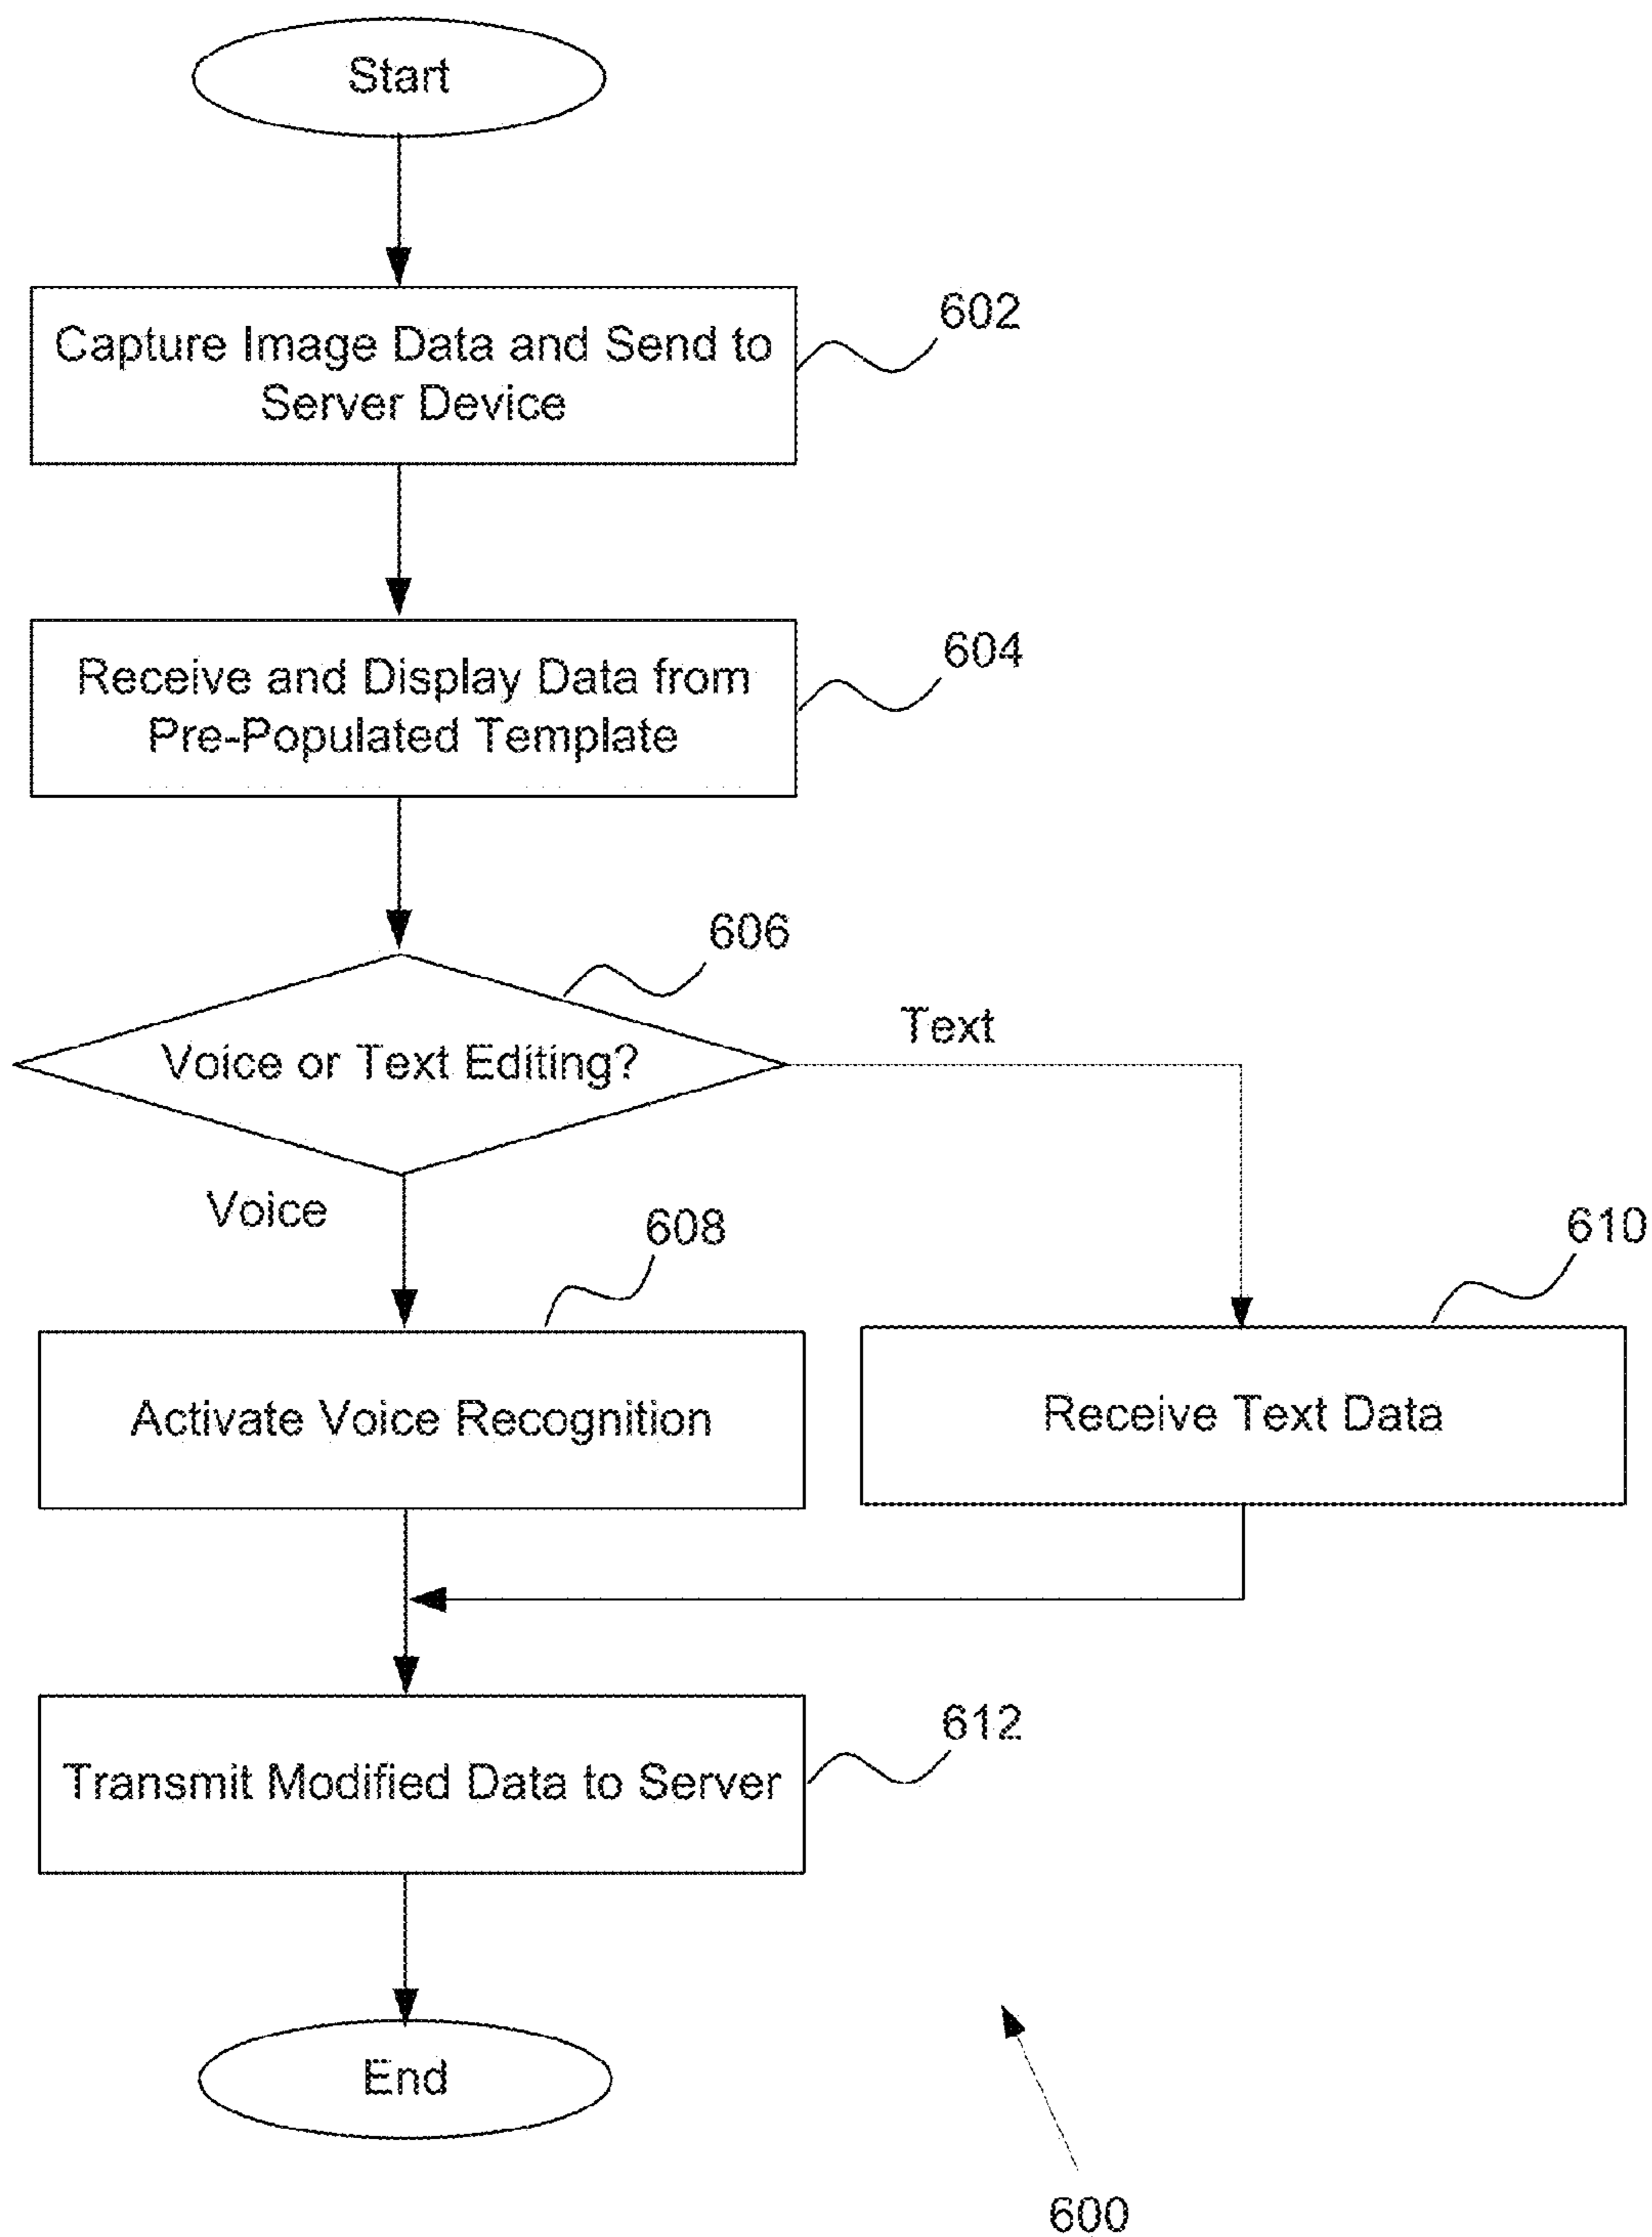 Start
Capture Image Data and Send to
Server Device
602
Receive and Display Data from
Pre-Populated Template
604
606
Voice or Text Editing?
Text
Voice
608
610
Activate Voice Recognition
Receive Text Data
Transmit Modified Data to Server
612
End
600